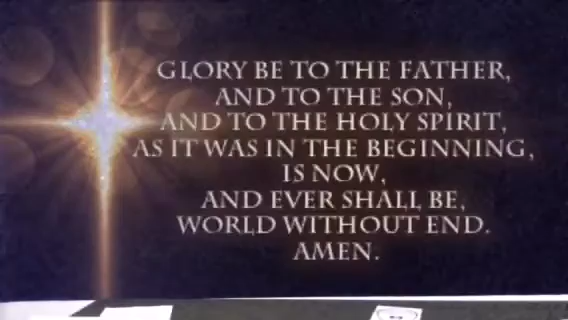 GLORY BE TO THE FATHER,
AND TO THE SON,
AND TO THE HOLY SPIRIT,
AS IT WAS IN THE BEGINNING,
IS NOW,
AND EVER SHALL BE,
WORLD WITHOUT END.
AMEN.